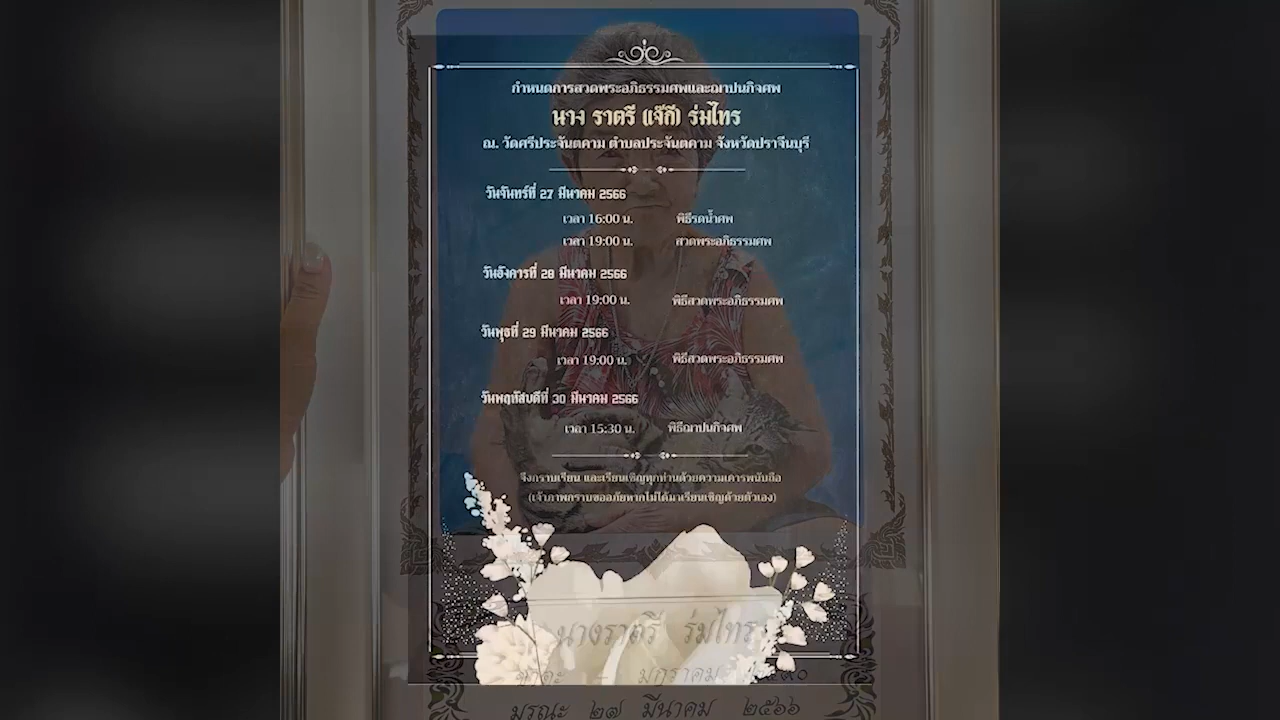 กำหนดการสวดพระอภิธรรมศพและฌาปนกิจศพ
นาง ราตรี (เจ๊กี) ร่มไทร
ณ. วัดศรีประจันตคาม ตำบลประจันตคาม จังหวัดปราจีนบุรี
วันจันทร์ที่ 27 มีนาคม 2566
เวลา 16:00 น. พิธีรดน้ำศพ
เวลา 19:00 น. สวดพระอภิธรรมศพ
วันอังคารที่ 28 มีนาคม 2566
เวลา 19:00 น. พิธีสวดพระอภิธรรมศพ
วันพุธที่ 29 มีนาคม 2566
เวลา 19:00 น. พิธีสวดพระอภิธรรมศพ
วันพฤหัสบดีที่ 30 มีนาคม 2566
เวลา 15:30 น. พิธีฌาปนกิจศพ
จึงกราบเรียน และเรียนเชิญทุกท่านด้วยความเคารพนับถือ
(เจ้าภาพกราบขออภัยหากไม่ได้มาเรียนเชิญด้วยตัวเอง)
นางราตรี ร่มไทร
มกราคม
มรณะ ๒๗ มีนาคม ๒๕๖๖